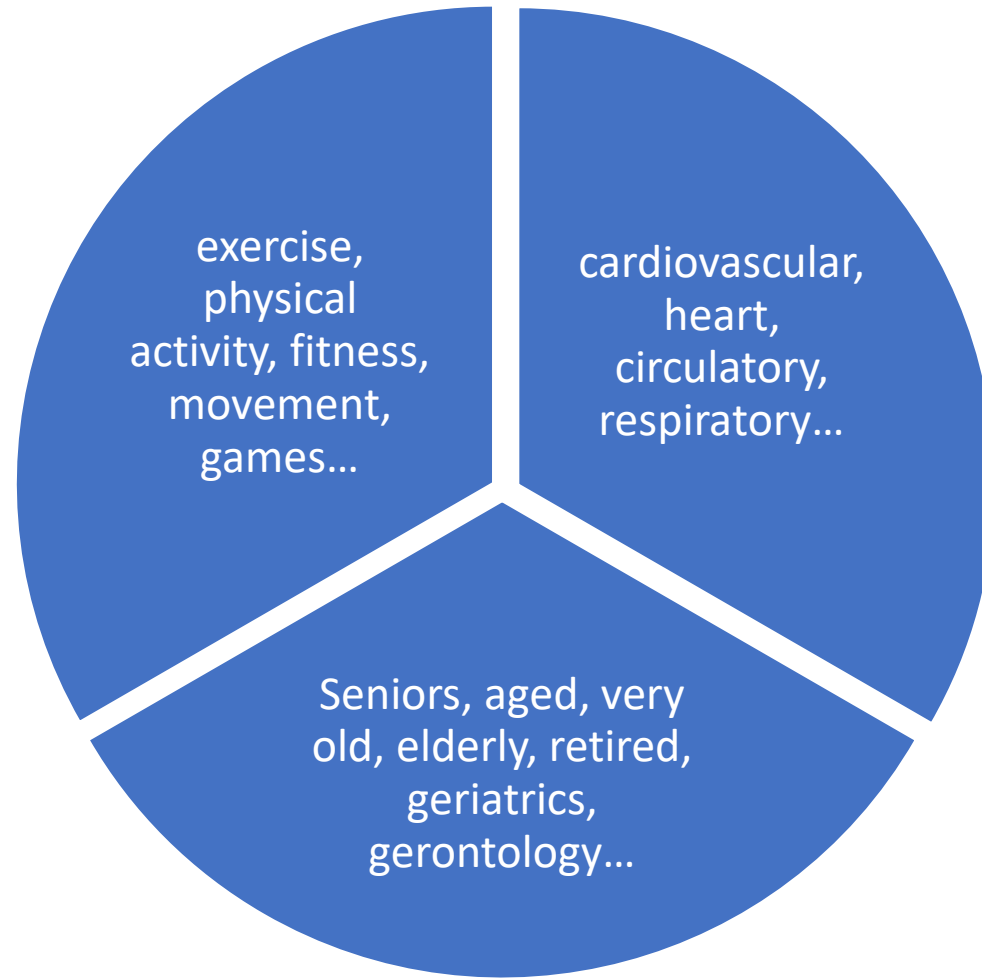 exercise,
physical
activity, fitness,
movement,
games…
cardiovascular,
heart,
circulatory,
respiratory…
Seniors, aged, very
old, elderly, retired,
geriatrics,
gerontology…